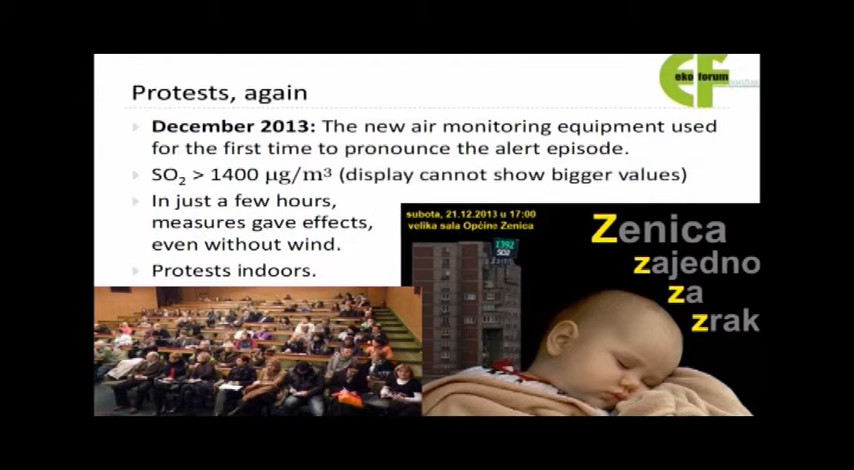 eko forum
Protests, again
December 2013: The new air monitoring equipment used
for the first time to pronounce the alert episode.
SO₂ > 1400 µg/m³ (display cannot show bigger values)
In just a few hours,
measures gave effects,
even without wind.
Protests indoors.
subota, 21.12.2013 u 17:00
velika sala Općine Zenica
1392
SO2
Zenica
zajedno
za
zrak